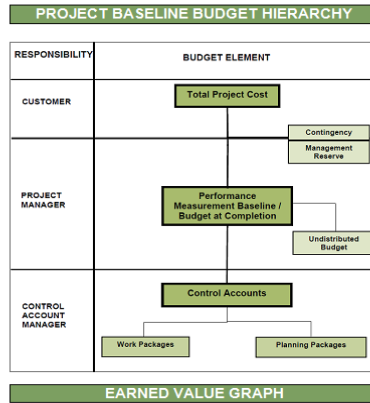 PROJECT BASELINE BUDGET HIERARCHY
RESPONSIBILITY
BUDGET ELEMENT
CUSTOMER
Total Project Cost
Contingency
Management
Reserve
PROJECT
MANAGER
Performance
Measurement Baseline /
Budget at Completion
Undistributed
Budget
CONTROL
ACCOUNT
MANAGER
Control Accounts
Work Packages
Planning Packages
EARNED VALUE GRAPH